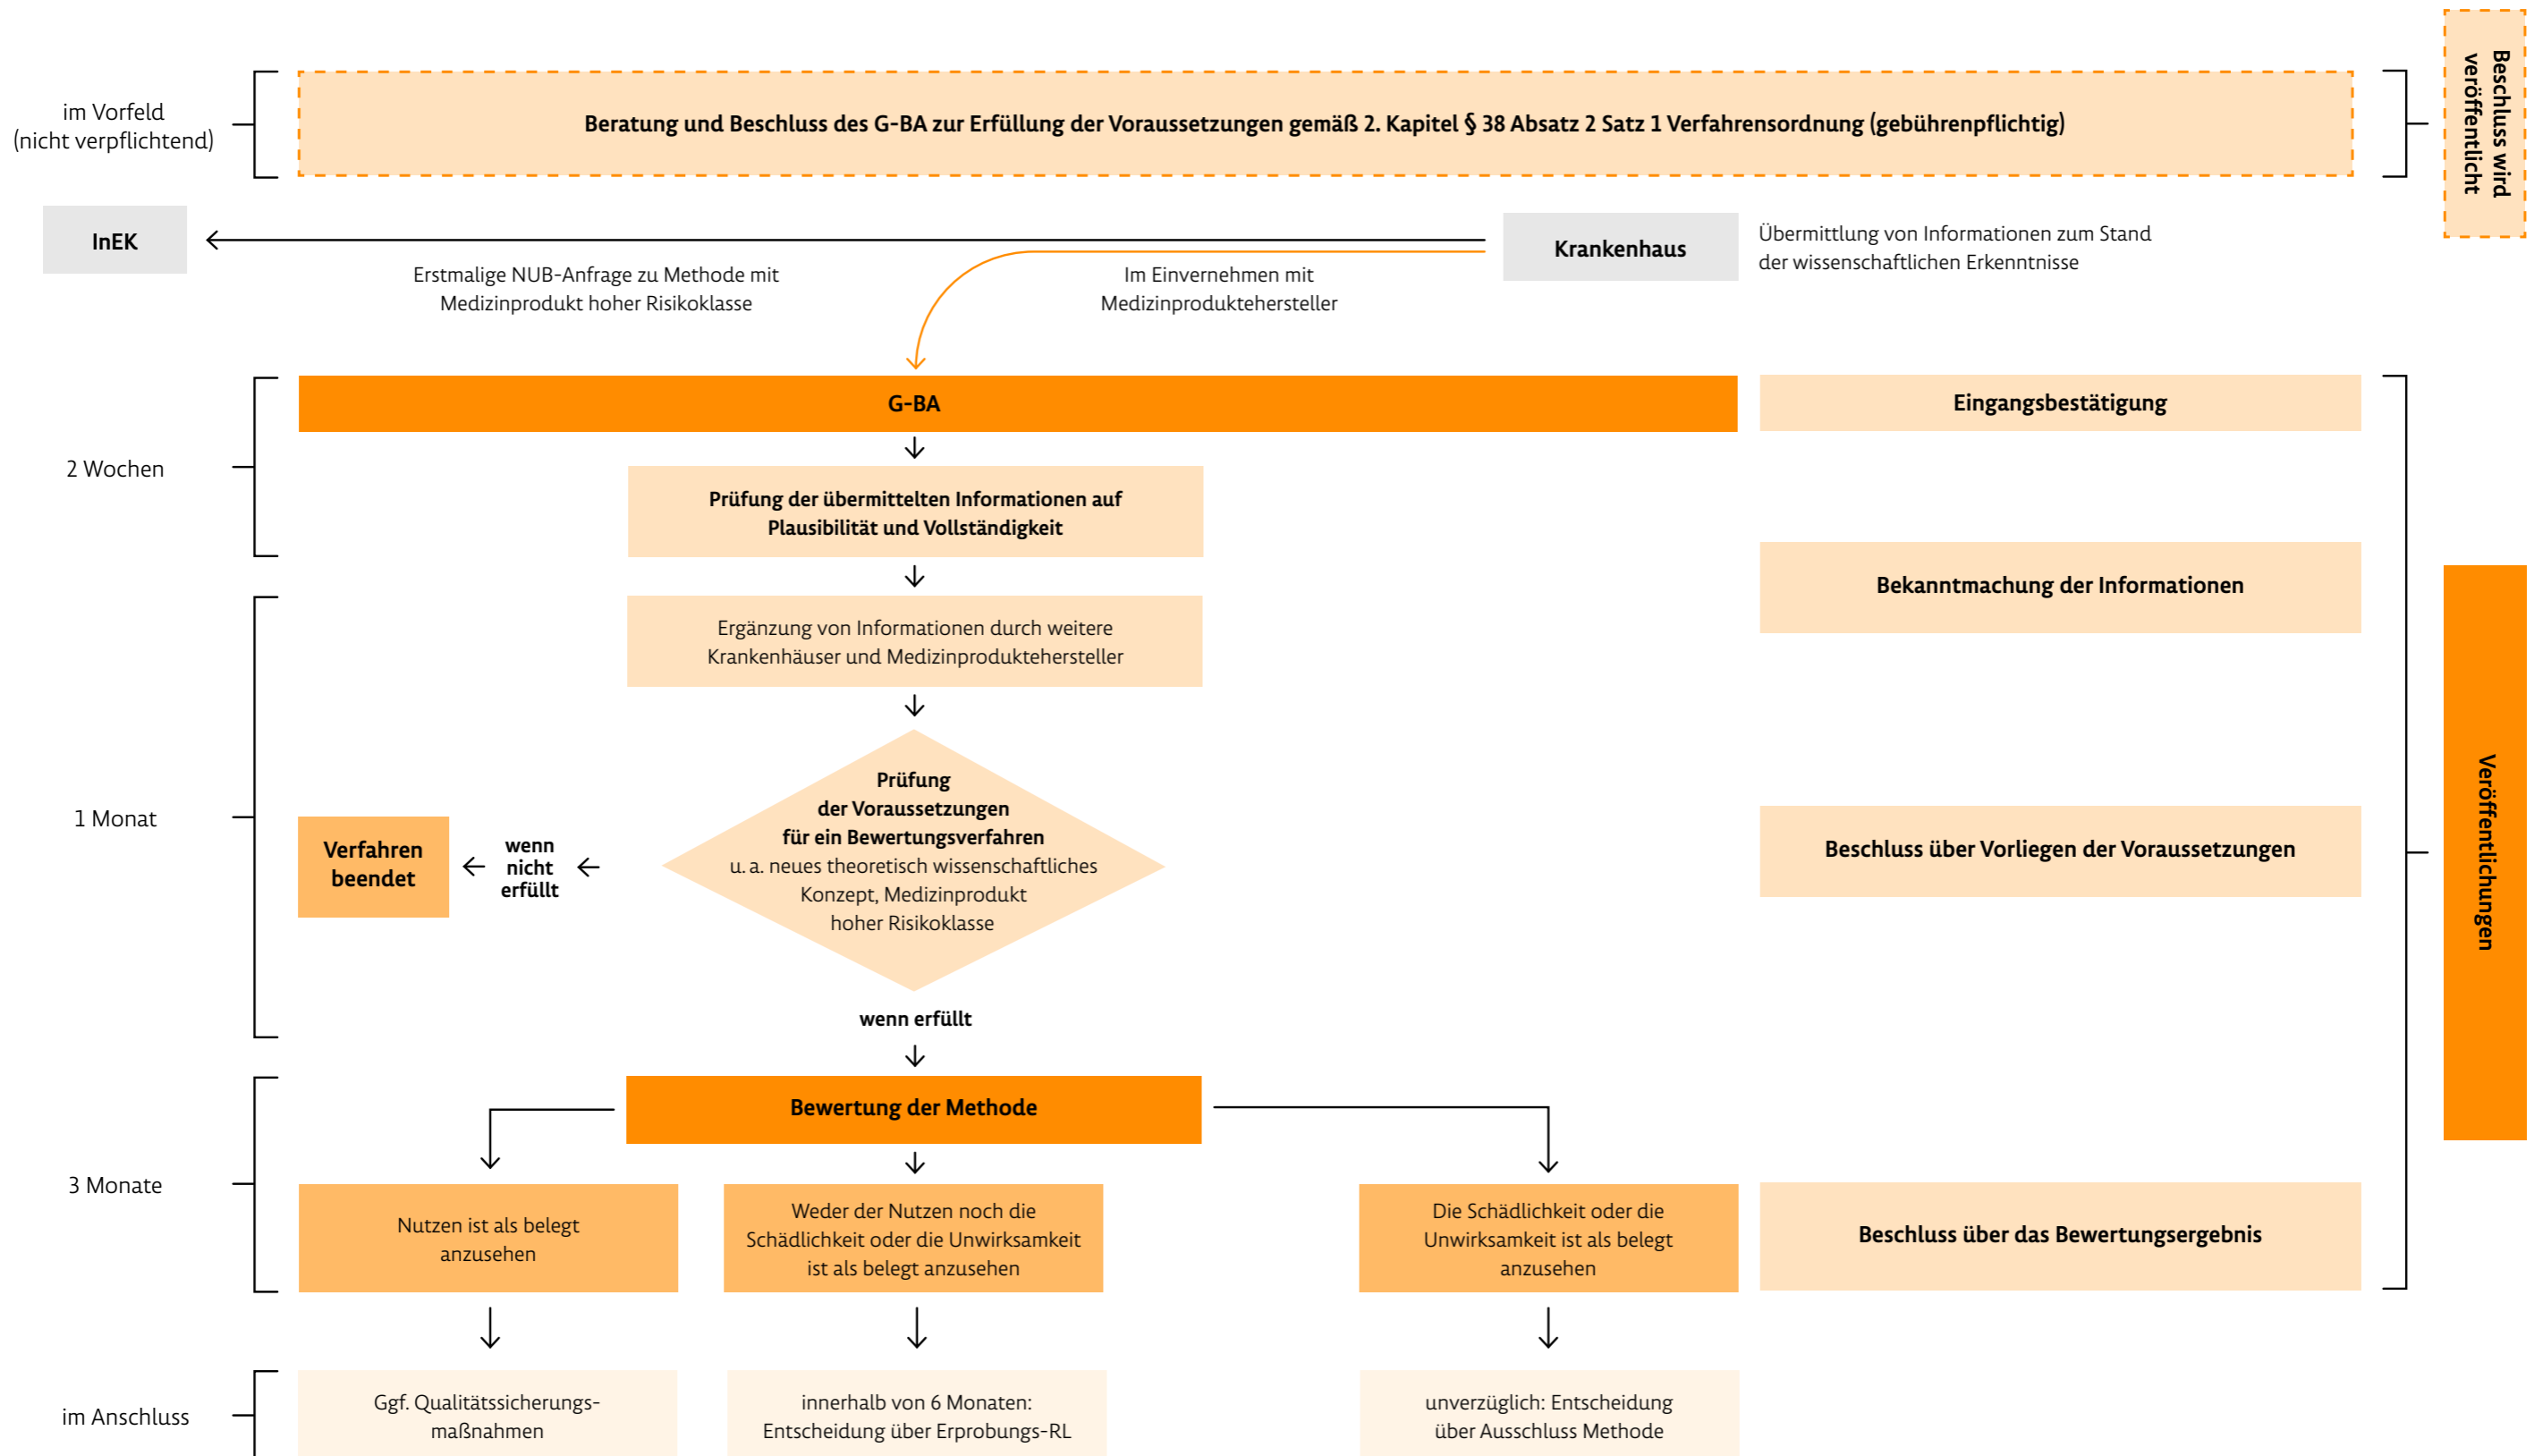 im Vorfeld
(nicht verpflichtend)
Beratung und Beschluss des G-BA zur Erfüllung der Voraussetzungen gemäß 2. Kapitel § 38 Absatz 2 Satz 1 Verfahrensordnung (gebührenpflichtig)
Beschluss wird
veröffentlicht
InEK
Erstmalige NUB-Anfrage zu Methode mit
Medizinprodukt hoher Risikoklasse
Im Einvernehmen mit
Medizinproduktehersteller
Krankenhaus
Übermittlung von Informationen zum Stand
der wissenschaftlichen Erkenntnisse
2 Wochen
G-BA
Eingangsbestätigung
Prüfung der übermittelten Informationen auf
Plausibilität und Vollständigkeit
Bekanntmachung der Informationen
1 Monat
Ergänzung von Informationen durch weitere
Krankenhäuser und Medizinproduktehersteller
Prüfung
der Voraussetzungen
für ein Bewertungsverfahren
u. a. neues theoretisch wissenschaftliches
Konzept, Medizinprodukt
hoher Risikoklasse
wenn
nicht
erfüllt
Verfahren
beendet
Beschluss über Vorliegen der Voraussetzungen
Veröffentlichungen
wenn erfüllt
3 Monate
Bewertung der Methode
Nutzen ist als belegt
anzusehen
Weder der Nutzen noch die
Schädlichkeit oder die Unwirksamkeit
ist als belegt anzusehen
Die Schädlichkeit oder die
Unwirksamkeit ist als belegt
anzusehen
Beschluss über das Bewertungsergebnis
im Anschluss
Ggf. Qualitätssicherungs-
maßnahmen
innerhalb von 6 Monaten:
Entscheidung über Erprobungs-RL
unverzüglich: Entscheidung
über Ausschluss Methode